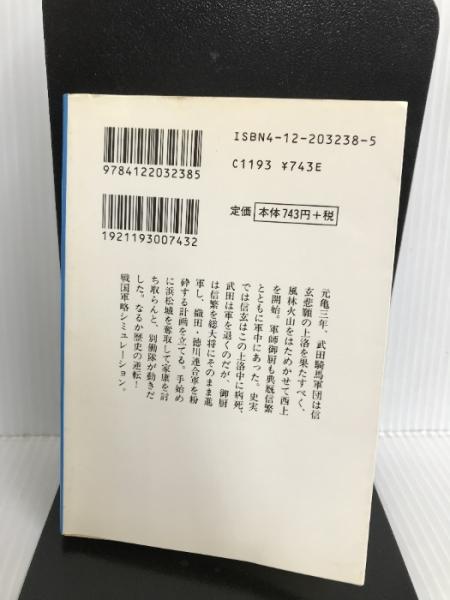 ISBN4-12-203238-5
C1193 ¥743E
9784122032385
定価 本体743円+税
1921193007432
元亀三年、武田騎馬軍団は信
玄悲願の上洛を果たすべく、
風林火山をはためかせて西上
を開始。軍師御厨も典厩信繁
とともに軍中にあった。史実
では信玄はこの上洛中に病死、
武田は軍を退くのだが、御厨
は信繁を総大将にそのまま進
軍し、織田・徳川連合軍を粉
砕する計画を立てる。手始め
に浜松城を奪取して家康を討
ち取らんと、別働隊が動きだ
した。なるか歴史の逆転！
戦国軍略シミュレーション。